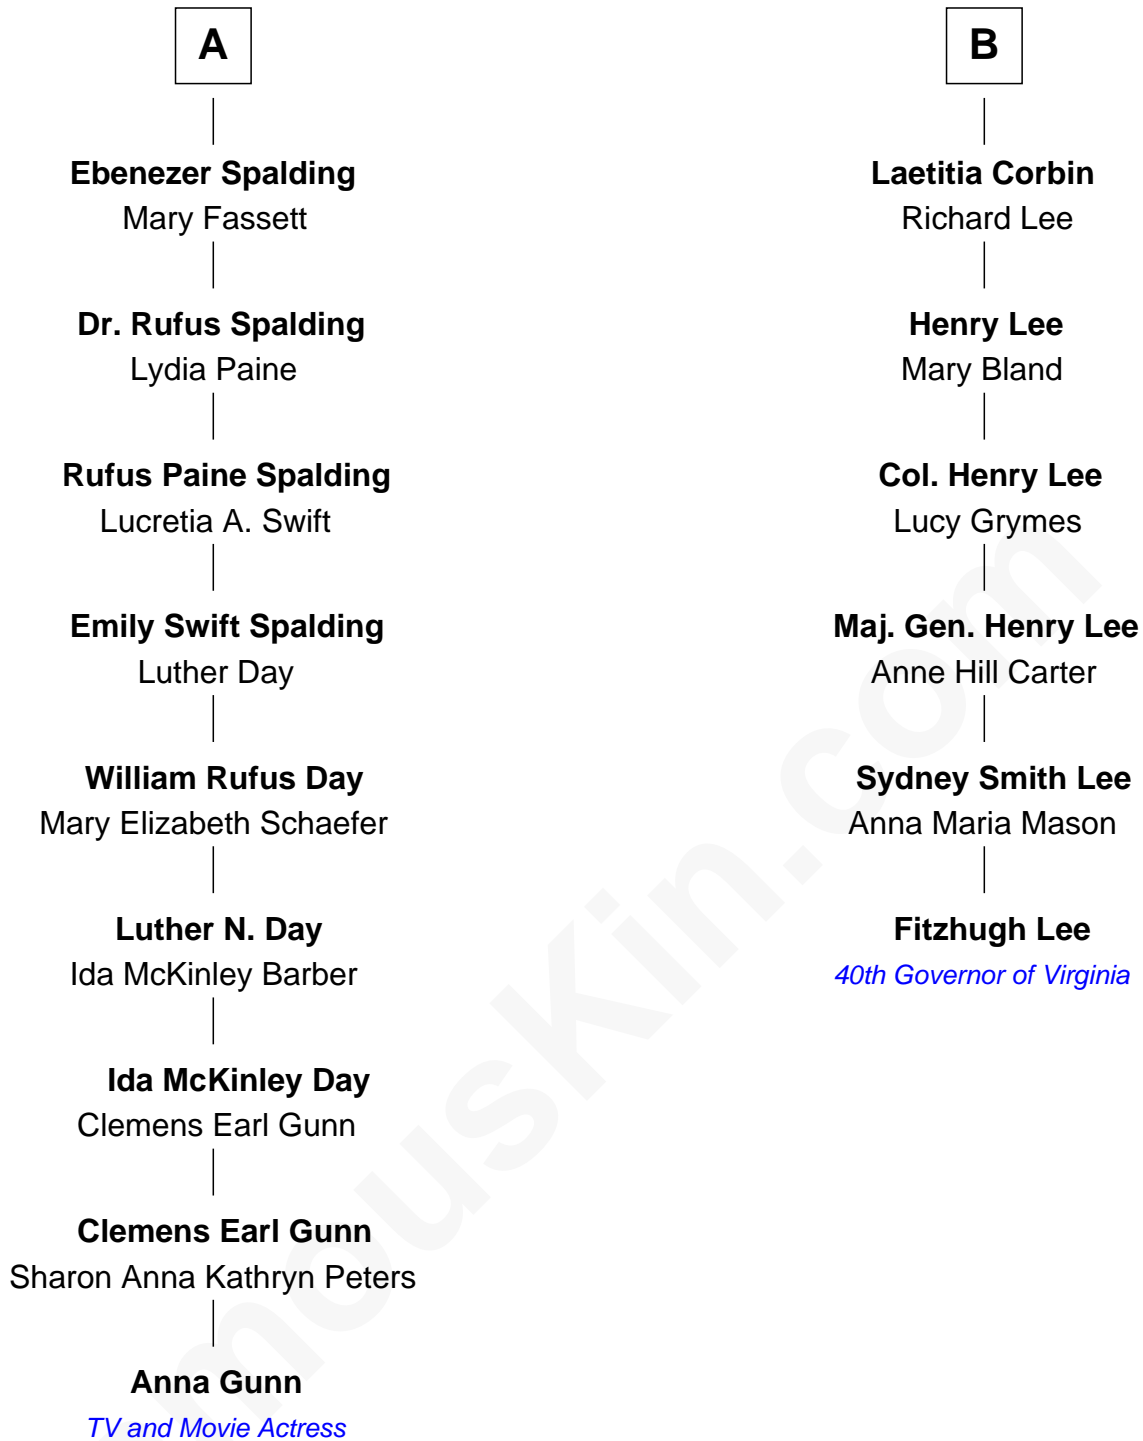 A
Ebenezer Spalding
Mary Fassett
Dr. Rufus Spalding
Lydia Paine
Rufus Paine Spalding
Lucretia A. Swift
Emily Swift Spalding
Luther Day
William Rufus Day
Mary Elizabeth Schaefer
Luther N. Day
Ida McKinley Barber
Ida McKinley Day
Clemens Earl Gunn
Clemens Earl Gunn
Sharon Anna Kathryn Peters
Anna Gunn
TV and Movie Actress
B
Laetitia Corbin
Richard Lee
Henry Lee
Mary Bland
Col. Henry Lee
Lucy Grymes
Maj. Gen. Henry Lee
Anne Hill Carter
Sydney Smith Lee
Anna Maria Mason
Fitzhugh Lee
40th Governor of Virginia
mouskin.com